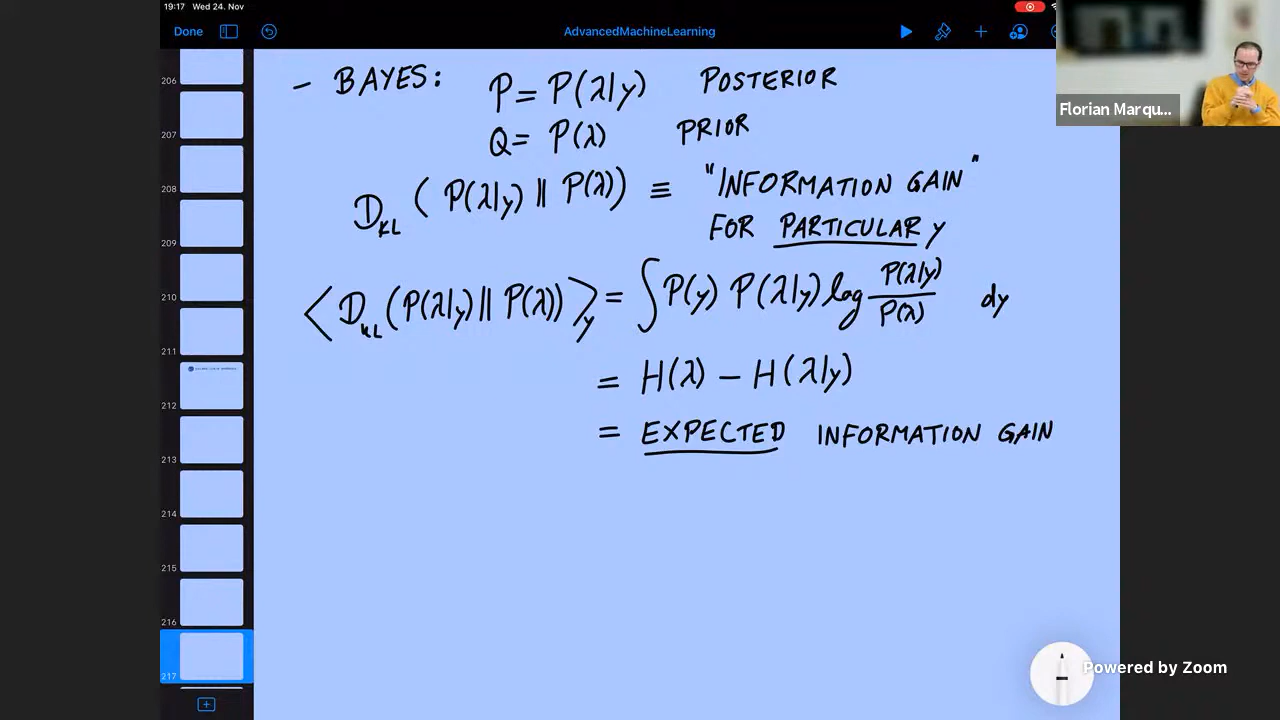 19:17 Wed 24. Nov
Done
AdvancedMachineLearning
Florian Marqu...
206
207
208
209
210
211
212
213
214
215
216
217
- BAYES: P = P(λ|y) POSTERIOR
Q = P(λ) PRIOR
D_KL (P(λ|y) || P(λ)) ≡ "INFORMATION GAIN"
FOR PARTICULAR y
⟨D_KL (P(λ|y) || P(λ))⟩_y = ∫ P(y) P(λ|y) log P(λ|y)/P(λ) dy
= H(λ) - H(λ|y)
= EXPECTED INFORMATION GAIN
Powered by Zoom